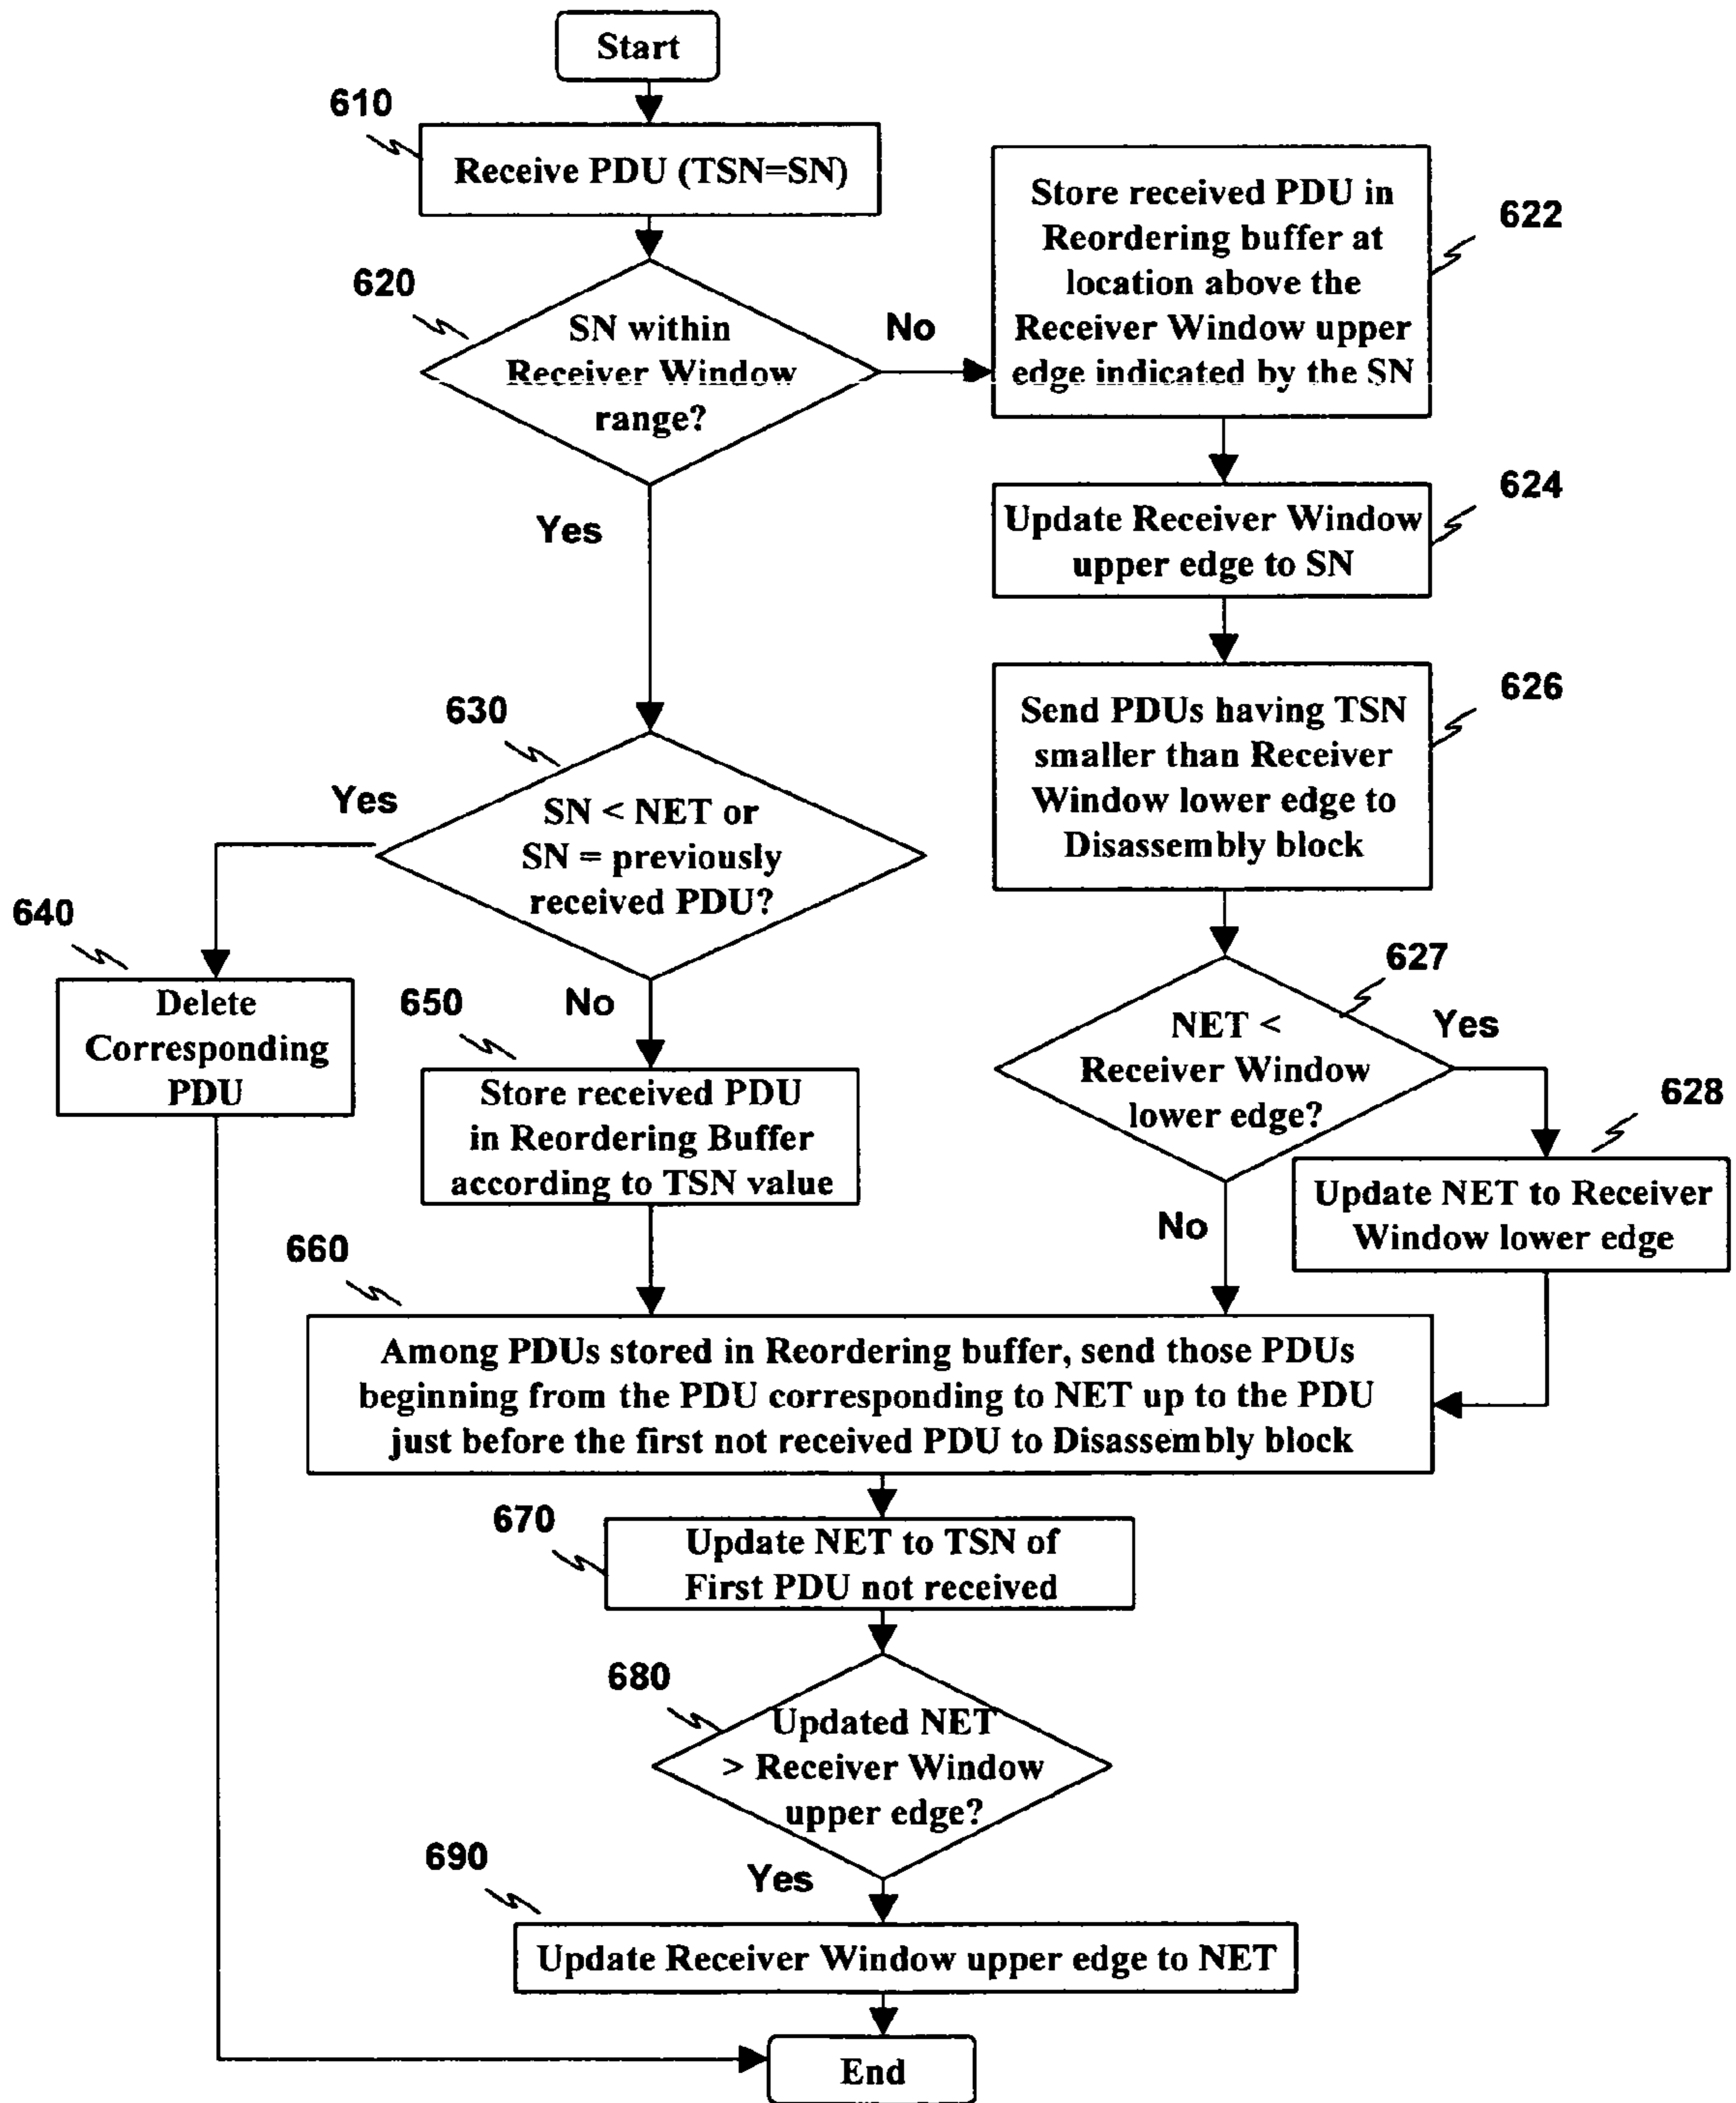 Start
610
Receive PDU (TSN=SN)
620
SN within
Receiver Window
range?
No
Yes
622
Store received PDU in
Reordering buffer at
location above the
Receiver Window upper
edge indicated by the SN
624
Update Receiver Window
upper edge to SN
626
Send PDUs having TSN
smaller than Receiver
Window lower edge to
Disassembly block
627
NET <
Receiver Window
lower edge?
Yes
No
628
Update NET to Receiver
Window lower edge
630
SN < NET or
SN = previously
received PDU?
Yes
No
640
Delete
Corresponding
PDU
650
Store received PDU
in Reordering Buffer
according to TSN value
660
Among PDUs stored in Reordering buffer, send those PDUs
beginning from the PDU corresponding to NET up to the PDU
just before the first not received PDU to Disassembly block
670
Update NET to TSN of
First PDU not received
680
Updated NET
> Receiver Window
upper edge?
Yes
690
Update Receiver Window upper edge to NET
End